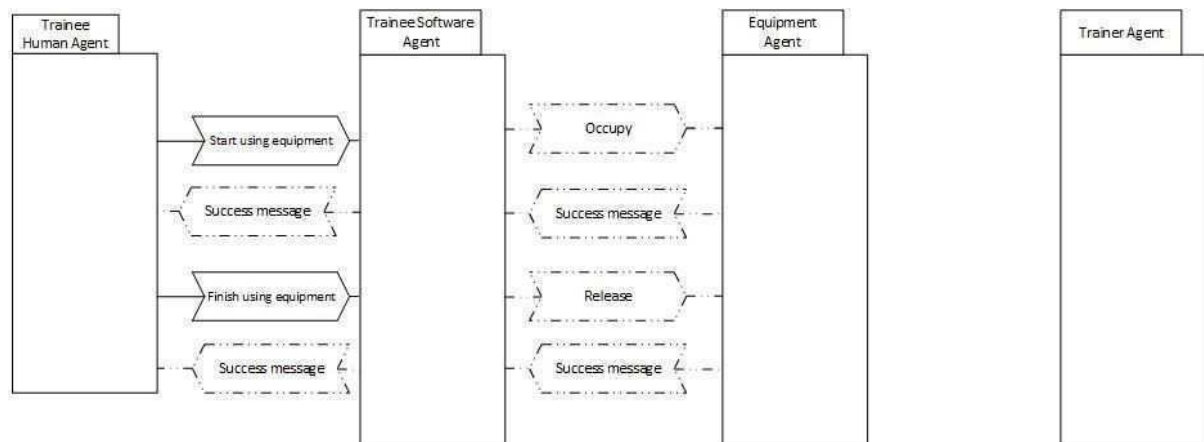 Trainee
Human Agent
Trainee Software
Agent
Equipment
Agent
Trainer Agent
Start using equipment
Occupy
Success message
Success message
Finish using equipment
Release
Success message
Success message